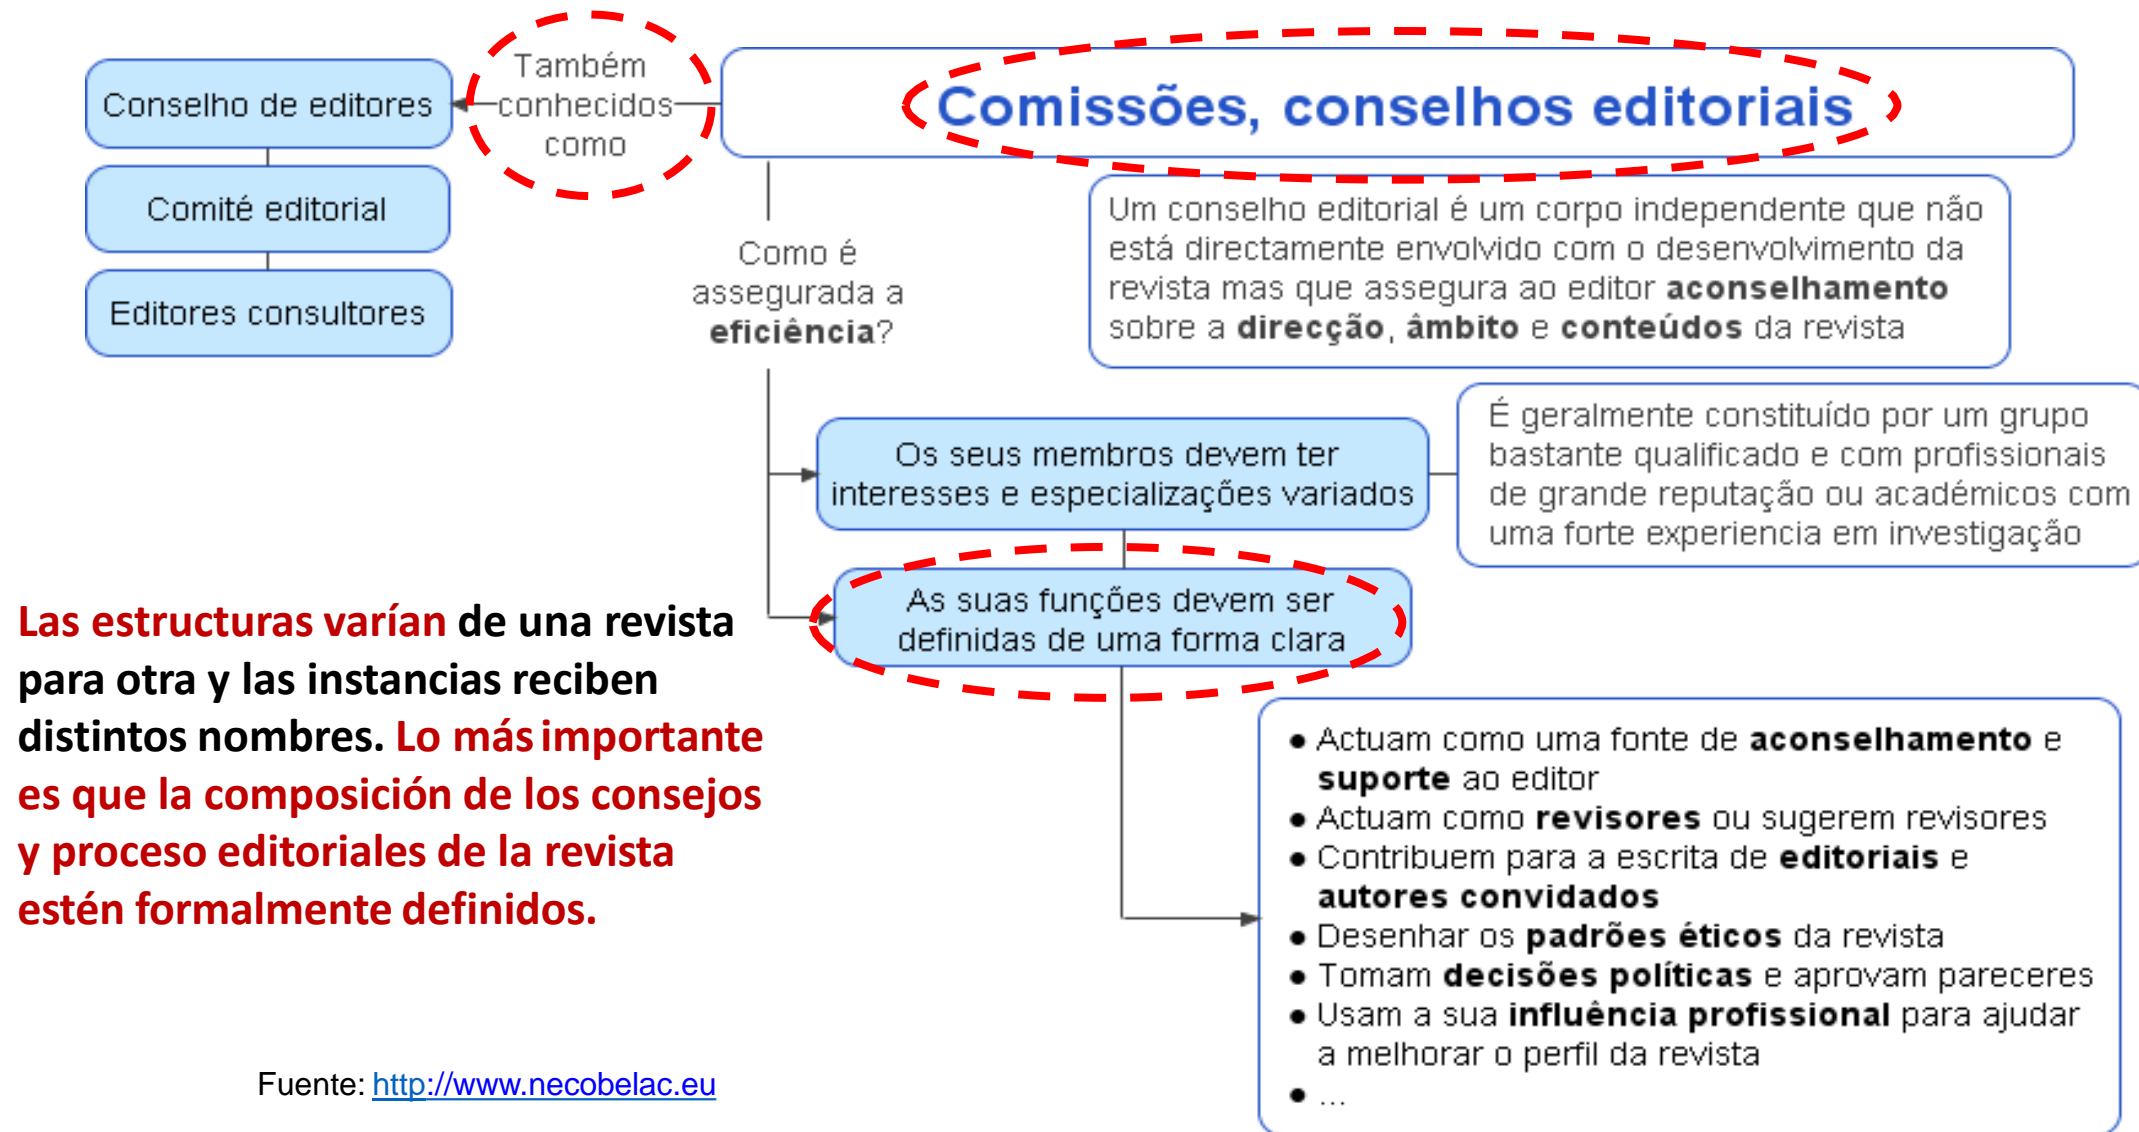 Comissões, conselhos editoriais
Também
conhecidos
como
Conselho de editores
Comité editorial
Editores consultores
Um conselho editorial é um corpo independente que não
está directamente envolvido com o desenvolvimento da
revista mas que assegura ao editor aconselhamento
sobre a direcção, âmbito e conteúdos da revista
Como é
assegurada a
eficiência?
Os seus membros devem ter
interesses e especializações variados
É geralmente constituído por um grupo
bastante qualificado e com profissionais
de grande reputação ou académicos com
uma forte experiencia em investigação
As suas funções devem ser
definidas de uma forma clara
Las estructuras varían de una revista
para otra y las instancias reciben
distintos nombres. Lo más importante
es que la composición de los consejos
y proceso editoriales de la revista
estén formalmente definidos.
● Actuam como uma fonte de aconselhamento e
suporte ao editor
● Actuam como revisores ou sugerem revisores
● Contribuem para a escrita de editoriais e
autores convidados
● Desenhar os padrões éticos da revista
● Tomam decisões políticas e aprovam pareceres
● Usam a sua influência profissional para ajudar
a melhorar o perfil da revista
● ...
Fuente: http://www.necobelac.eu